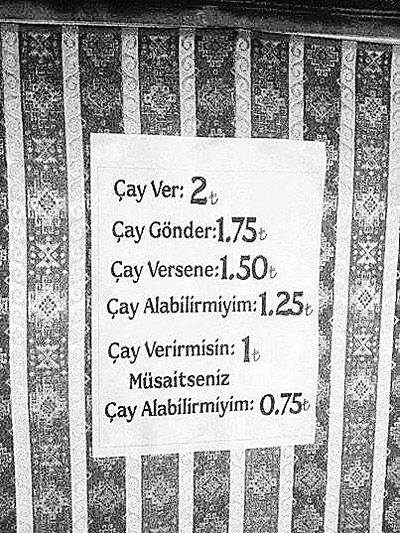 Çay Ver: 2₺
Çay Gönder:1.75₺
Çay Versene:1.50₺
Çay Alabilirmiyim:1.25₺
Çay Verirmisin: 1₺
Müsaitseniz
Çay Alabilirmiyim: 0.75₺